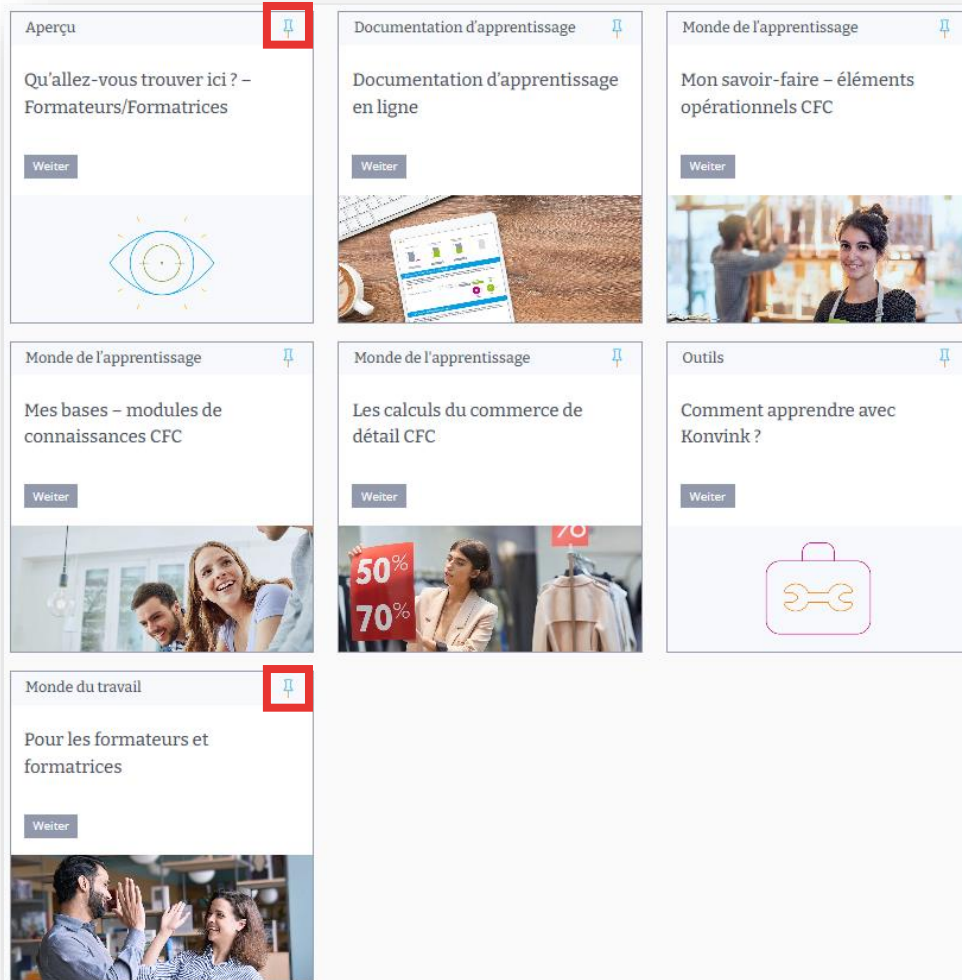 Aperçu
Qu'allez-vous trouver ici ? –
Formateurs/Formatrices
Weiter
Documentation d'apprentissage
Documentation d'apprentissage
en ligne
Weiter
Monde de l'apprentissage
Mon savoir-faire – éléments
opérationnels CFC
Weiter
Monde de l'apprentissage
Mes bases – modules de
connaissances CFC
Weiter
Monde de l'apprentissage
Les calculs du commerce de
détail CFC
Weiter
50%
70%
%
Outils
Comment apprendre avec
Konvink ?
Weiter
Monde du travail
Pour les formateurs et
formatrices
Weiter